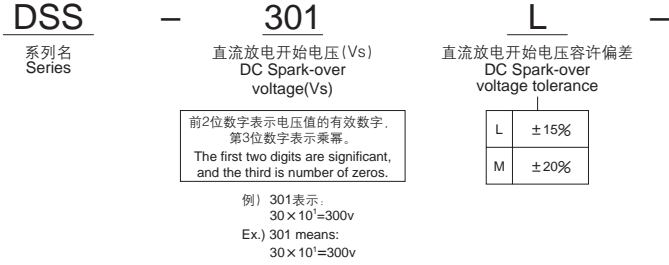 DSS – 301 L –
系列名
Series
直流放电开始电压(Vs)
DC Spark-over
voltage(Vs)
前2位数字表示电压值的有效数字,
第3位数字表示乘幂。
The first two digits are significant,
and the third is number of zeros.
例) 301表示:
30×10¹=300v
Ex.) 301 means:
30×10¹=300v
直流放电开始电压容许偏差
DC Spark-over
voltage tolerance
L ±15%
M ±20%